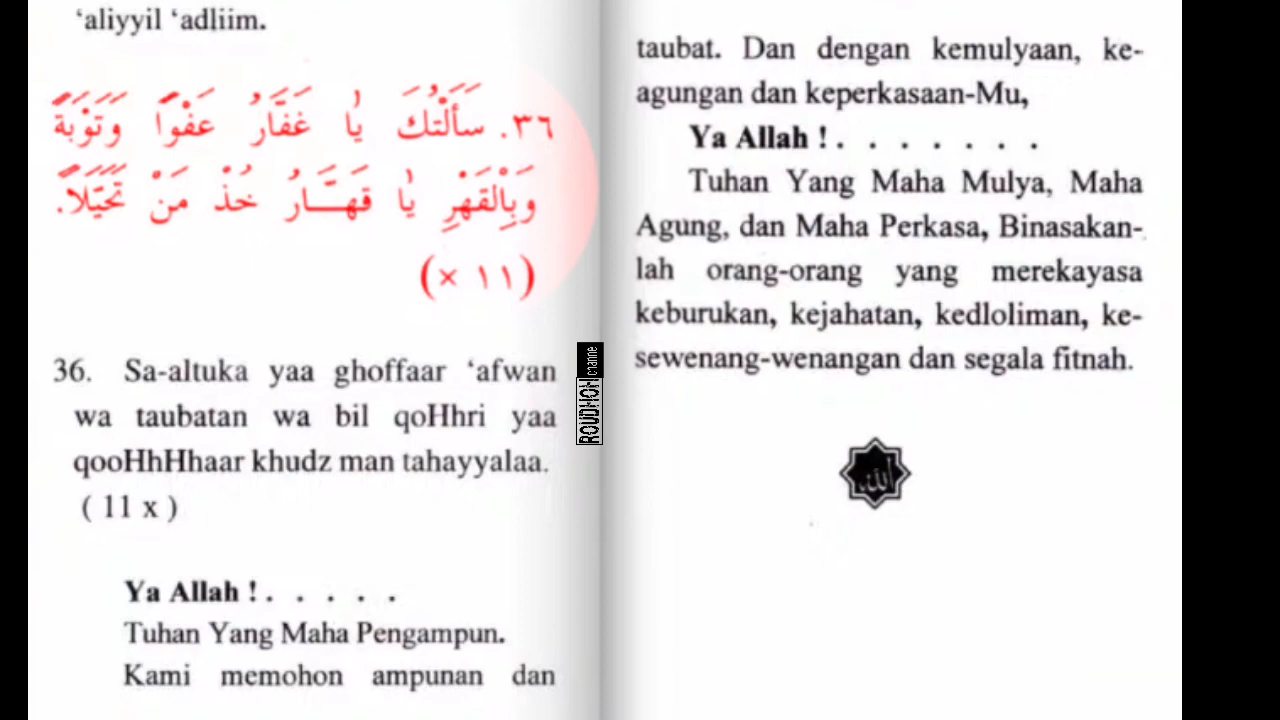 ‘aliyyil ‘adliim.
٣٦. سَأَلْتُكَ يَا غَفَّارُ عَفْوًا وَتَوْبَةً
وَبِالْقَهْرِ يَا قَهَّارُ خُذْ مَنْ تَحَيَّلَا.
(١١ ×)
36. Sa-altuka yaa ghoffaar ‘afwan
wa taubatan wa bil qoHhri yaa
qooHhHhaar khudz man tahayyalaa.
( 11 x )
Ya Allah ! . . . . .
Tuhan Yang Maha Pengampun.
Kami memohon ampunan dan
taubat. Dan dengan kemulyaan, ke-
agungan dan keperkasaan-Mu,
Ya Allah ! . . . . . . .
Tuhan Yang Maha Mulya, Maha
Agung, dan Maha Perkasa, Binasakan-
lah orang-orang yang merekayasa
keburukan, kejahatan, kedloliman, ke-
sewenang-wenangan dan segala fitnah.
الله
ROUDHOH channel